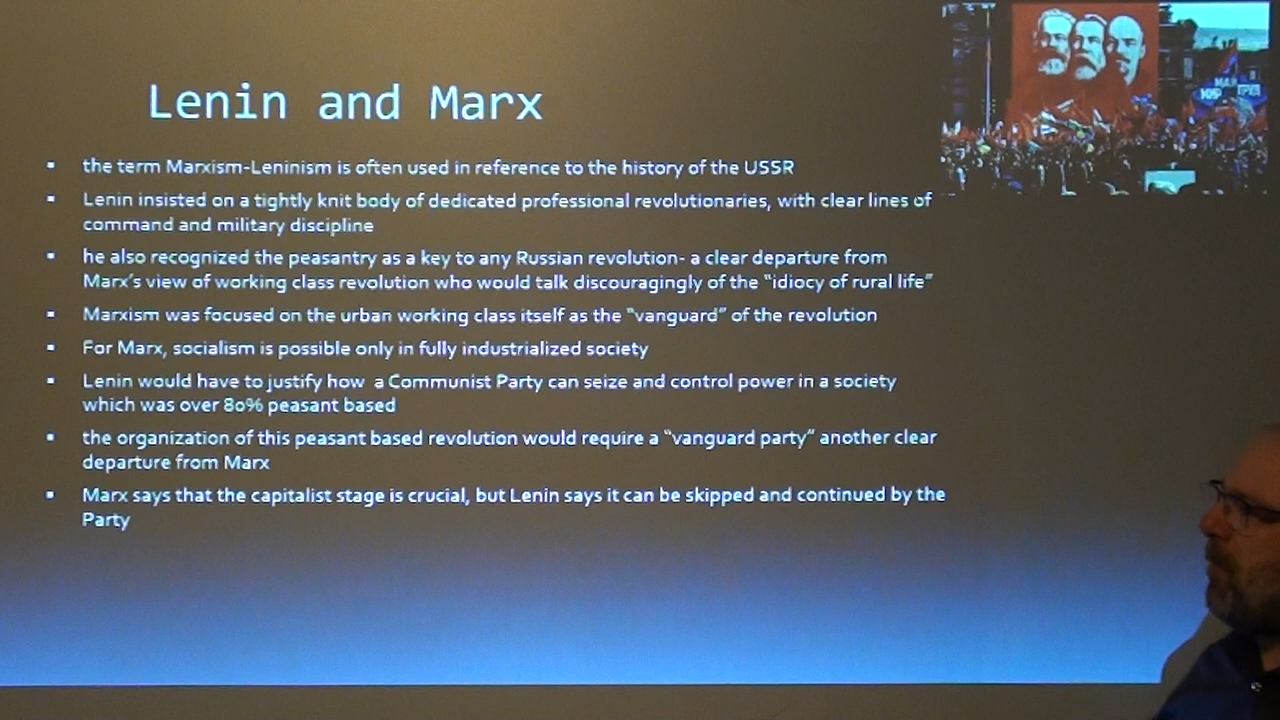 Lenin and Marx
▪ the term Marxism-Leninism is often used in reference to the history of the USSR
▪ Lenin insisted on a tightly knit body of dedicated professional revolutionaries, with clear lines of
command and military discipline
▪ he also recognized the peasantry as a key to any Russian revolution- a clear departure from
Marx's view of working class revolution who would talk discouragingly of the “idiocy of rural life”
▪ Marxism was focused on the urban working class itself as the “vanguard” of the revolution
▪ For Marx, socialism is possible only in fully industrialized society
▪ Lenin would have to justify how a Communist Party can seize and control power in a society
which was over 80% peasant based
▪ the organization of this peasant based revolution would require a “vanguard party” another clear
departure from Marx
▪ Marx says that the capitalist stage is crucial, but Lenin says it can be skipped and continued by the
Party